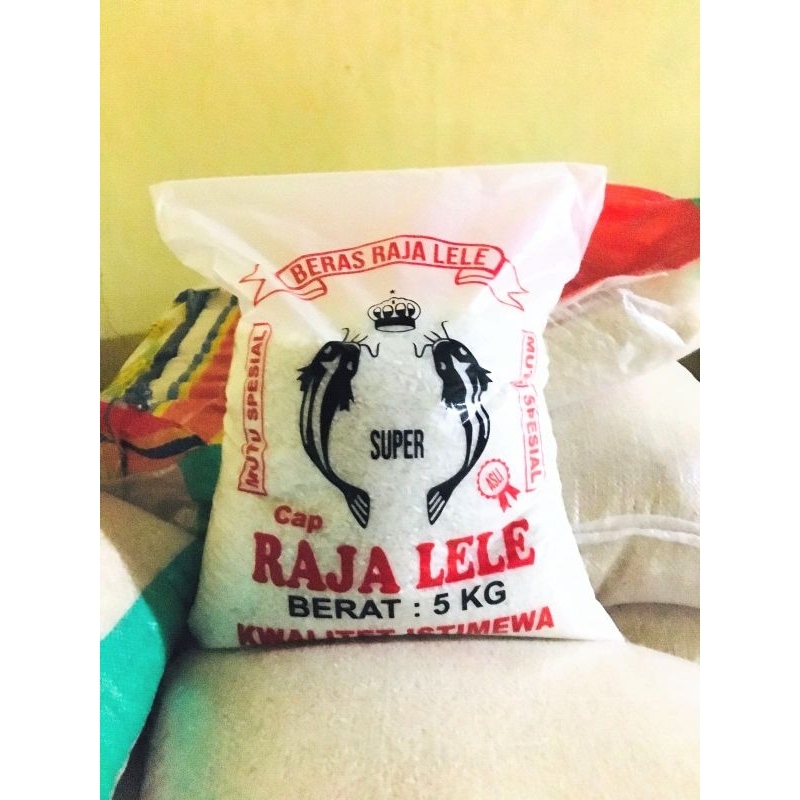 BERAS RAJA LELE
MUTU SPESIAL
MUTU SPESIAL
SUPER
ASLI
Cap
RAJA LELE
BERAT : 5 KG
KWALITET ISTIMEWA